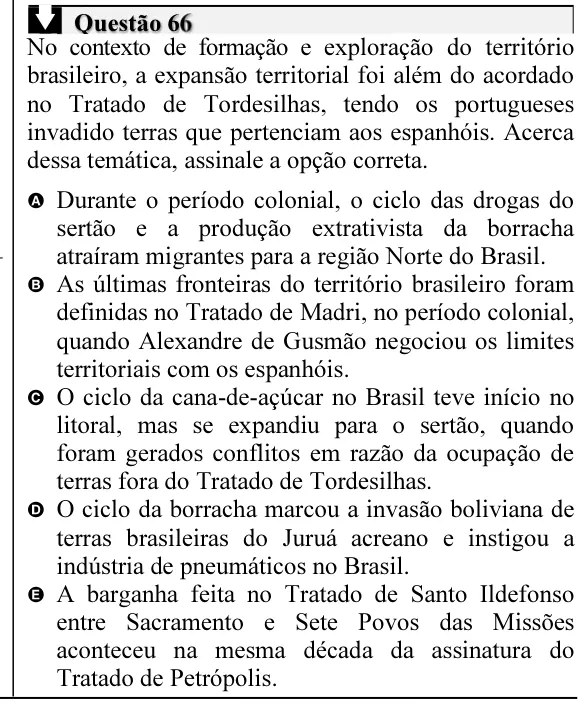 Questão 66
No contexto de formação e exploração do território
brasileiro, a expansão territorial foi além do acordado
no Tratado de Tordesilhas, tendo os portugueses
invadido terras que pertenciam aos espanhóis. Acerca
dessa temática, assinale a opção correta.
A Durante o período colonial, o ciclo das drogas do
sertão e a produção extrativista da borracha
atraíram migrantes para a região Norte do Brasil.
B As últimas fronteiras do território brasileiro foram
definidas no Tratado de Madri, no período colonial,
quando Alexandre de Gusmão negociou os limites
territoriais com os espanhóis.
C O ciclo da cana-de-açúcar no Brasil teve início no
litoral, mas se expandiu para o sertão, quando
foram gerados conflitos em razão da ocupação de
terras fora do Tratado de Tordesilhas.
D O ciclo da borracha marcou a invasão boliviana de
terras brasileiras do Juruá acreano e instigou a
indústria de pneumáticos no Brasil.
E A barganha feita no Tratado de Santo Ildefonso
entre Sacramento e Sete Povos das Missões
aconteceu na mesma década da assinatura do
Tratado de Petrópolis.